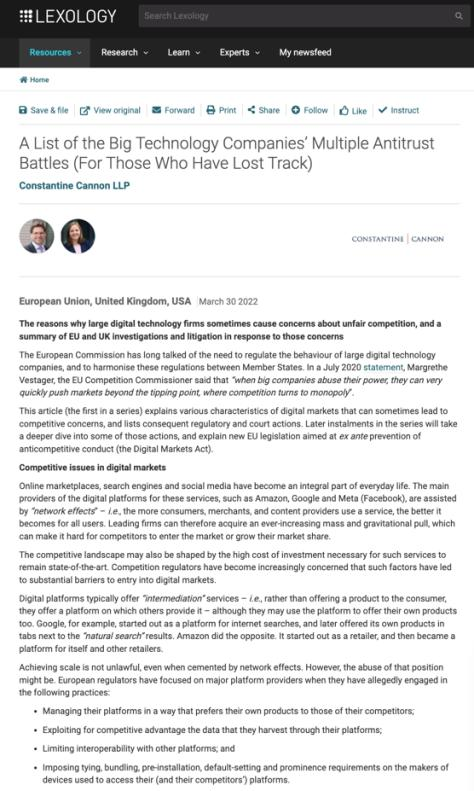 LEXOLOGY
Search Lexology
Resources Research Learn Experts My newsfeed
Home
Save & file View original Forward Print Share Follow Like Instruct
A List of the Big Technology Companies' Multiple Antitrust
Battles (For Those Who Have Lost Track)
Constantine Cannon LLP
CONSTANTINE | CANNON
European Union, United Kingdom, USA | March 30 2022
The reasons why large digital technology firms sometimes cause concerns about unfair competition, and a
summary of EU and UK investigations and litigation in response to those concerns
The European Commission has long talked of the need to regulate the behaviour of large digital technology
companies, and to harmonise these regulations between Member States. In a July 2020 statement, Margrethe
Vestager, the EU Competition Commissioner said that "when big companies abuse their power, they can very
quickly push markets beyond the tipping point, where competition turns to monopoly".
This article (the first in a series) explains various characteristics of digital markets that can sometimes lead to
competitive concerns, and lists consequent regulatory and court actions. Later instalments in the series will take
a deeper dive into some of those actions, and explain new EU legislation aimed at ex ante prevention of
anticompetitive conduct (the Digital Markets Act).
Competitive issues in digital markets
Online marketplaces, search engines and social media have become an integral part of everyday life. The main
providers of the digital platforms for these services, such as Amazon, Google and Meta (Facebook), are assisted
by "network effects" – i.e., the more consumers, merchants, and content providers use a service, the better it
becomes for all users. Leading firms can therefore acquire an ever-increasing mass and gravitational pull, which
can make it hard for competitors to enter the market or grow their market share.
The competitive landscape may also be shaped by the high cost of investment necessary for such services to
remain state-of-the-art. Competition regulators have become increasingly concerned that such factors have led
to substantial barriers to entry into digital markets.
Digital platforms typically offer "intermediation" services – i.e., rather than offering a product to the consumer,
they offer a platform on which others provide it – although they may use the platform to offer their own products
too. Google, for example, started out as a platform for internet searches, and later offered its own products in
tabs next to the "natural search" results. Amazon did the opposite. It started out as a retailer, and then became a
platform for itself and other retailers.
Achieving scale is not unlawful, even when cemented by network effects. However, the abuse of that position
might be. European regulators have focused on major platform providers when they have allegedly engaged in
the following practices:
• Managing their platforms in a way that prefers their own products to those of their competitors;
• Exploiting for competitive advantage the data that they harvest through their platforms;
• Limiting interoperability with other platforms; and
• Imposing tying, bundling, pre-installation, default-setting and prominence requirements on the makers of
devices used to access their (and their competitors') platforms.